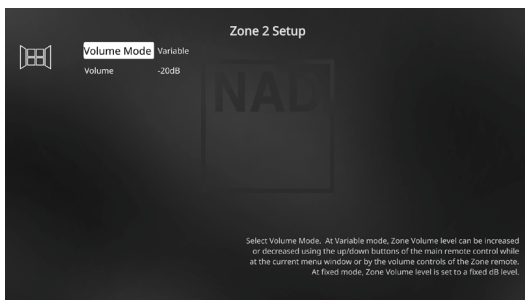 Zone 2 Setup
Volume Mode Variable
Volume -20dB
NAD
Select Volume Mode. At Variable mode, Zone Volume level can be increased
or decreased using the up/down buttons of the main remote control while
at the current menu window or by the volume controls of the Zone remote.
At fixed mode, Zone Volume level is set to a fixed dB level.